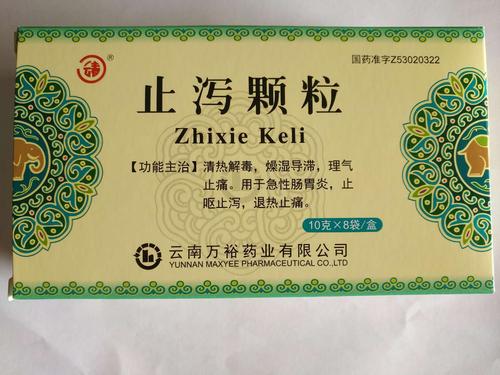 国药准字Z53020322
止泻颗粒
Zhixie Keli
【功能主治】清热解毒，燥湿导滞，理气
止痛。用于急性肠胃炎，止
呕止泻，退热止痛。
10克×8袋/盒
云南万裕药业有限公司
YUNNAN MAXYEE PHARMACEUTICAL CO.,LTD